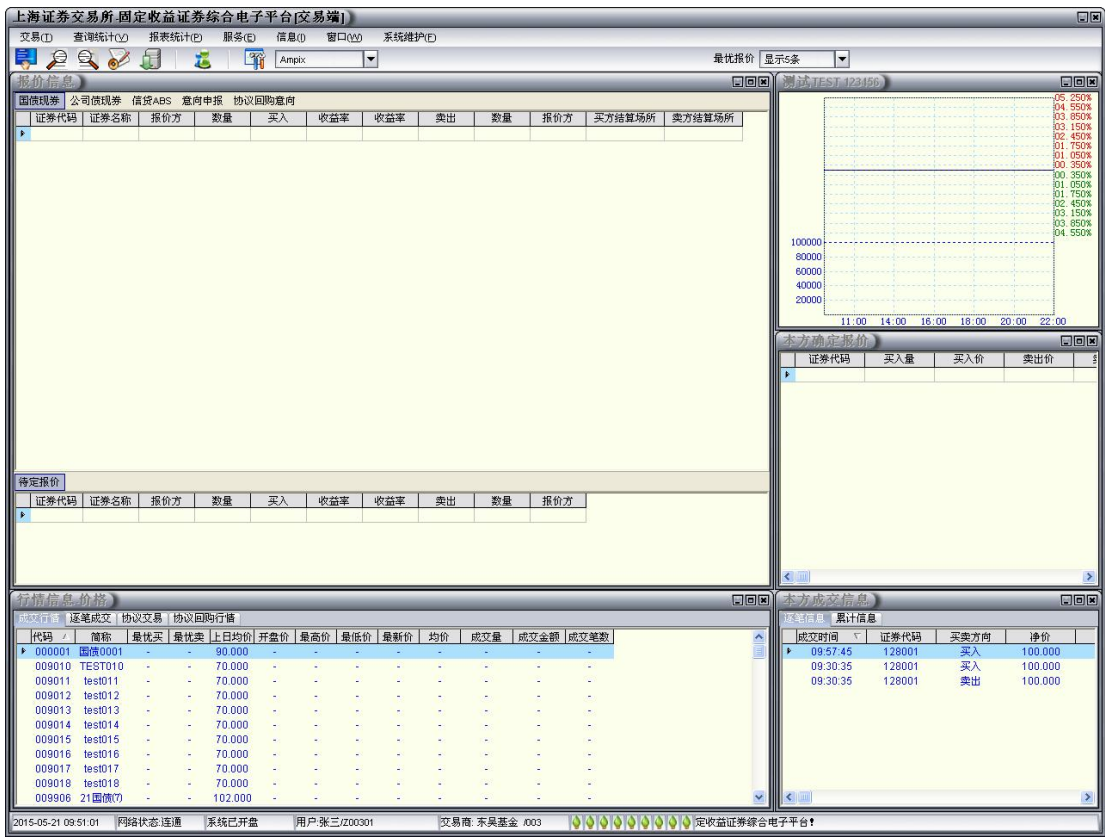 上海证券交易所-固定收益证券综合电子平台[交易端]
交易(T) 查询统计(V) 报表统计(P) 服务(E) 信息(I) 窗口(W) 系统维护(F)
Ampix 最优报价 显示5条
报价信息
国债现券 公司债现券 信贷ABS 意向申报 协议回购意向
证券代码 证券名称 报价方 数量 买入 收益率 收益率 卖出 数量 报价方 买方结算场所 卖方结算场所
待定报价
证券代码 证券名称 报价方 数量 买入 收益率 收益率 卖出 数量 报价方
测试TEST 123456
05.250%
04.550%
03.850%
03.150%
02.450%
01.750%
01.050%
00.350%
00.350%
01.050%
01.750%
02.450%
03.150%
03.850%
04.550%
100000
80000
60000
40000
20000
11:00 14:00 16:00 18:00 20:00 22:00
本方确定报价
证券代码 买入量 买入价 卖出价
行情信息-价格
成交行情 逐笔成交 协议交易 协议回购行情
代码 简称 最优买 最优卖 上日均价 开盘价 最高价 最低价 最新价 均价 成交量 成交金额 成交笔数
000001 国债0001 - - 90.000 - - - - - - - -
009010 TEST010 - - 70.000 - - - - - - - -
009011 test011 - - 70.000 - - - - - - - -
009012 test012 - - 70.000 - - - - - - - -
009013 test013 - - 70.000 - - - - - - - -
009014 test014 - - 70.000 - - - - - - - -
009015 test015 - - 70.000 - - - - - - - -
009016 test016 - - 70.000 - - - - - - - -
009017 test017 - - 70.000 - - - - - - - -
009018 test018 - - 70.000 - - - - - - - -
009906 21国债(7) - - 102.000 - - - - - - - -
本方成交信息
逐笔信息 累计信息
成交时间 证券代码 买卖方向 净价
09:57:45 128001 买入 100.000
09:30:35 128001 买入 100.000
09:30:35 128001 卖出 100.000
2015-05-21 09:51:01 网络状态:连通 系统已开盘 用户:张三/Z00301 交易商: 东吴基金 /003 定收益证券综合电子平台!